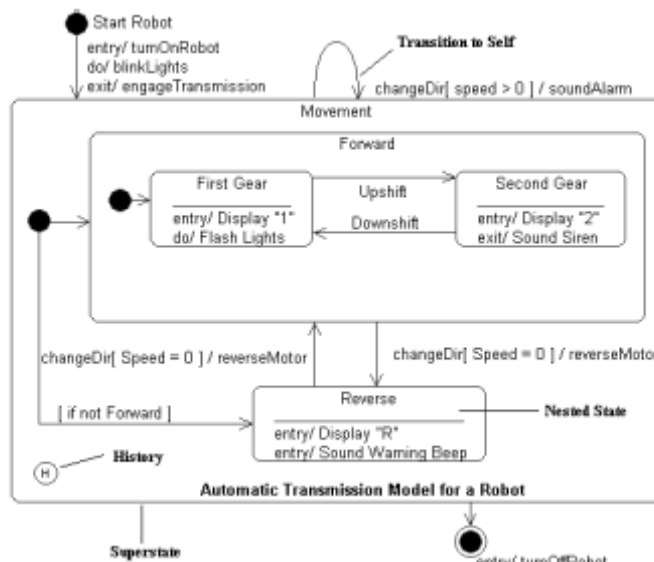 Start Robot
entry/ turnOnRobot
do/ blinkLights
exit/ engageTransmission
Transition to Self
changeDir[ speed > 0 ] / soundAlarm
Movement
Forward
First Gear
entry/ Display "1"
do/ Flash Lights
Upshift
Downshift
Second Gear
entry/ Display "2"
exit/ Sound Siren
changeDir[ Speed = 0 ] / reverseMotor
changeDir[ Speed = 0 ] / reverseMotor
[ if not Forward ]
Reverse
entry/ Display "R"
entry/ Sound Warning Beep
Nested State
H
History
Automatic Transmission Model for a Robot
Superstate
entry/ turnOffRobot